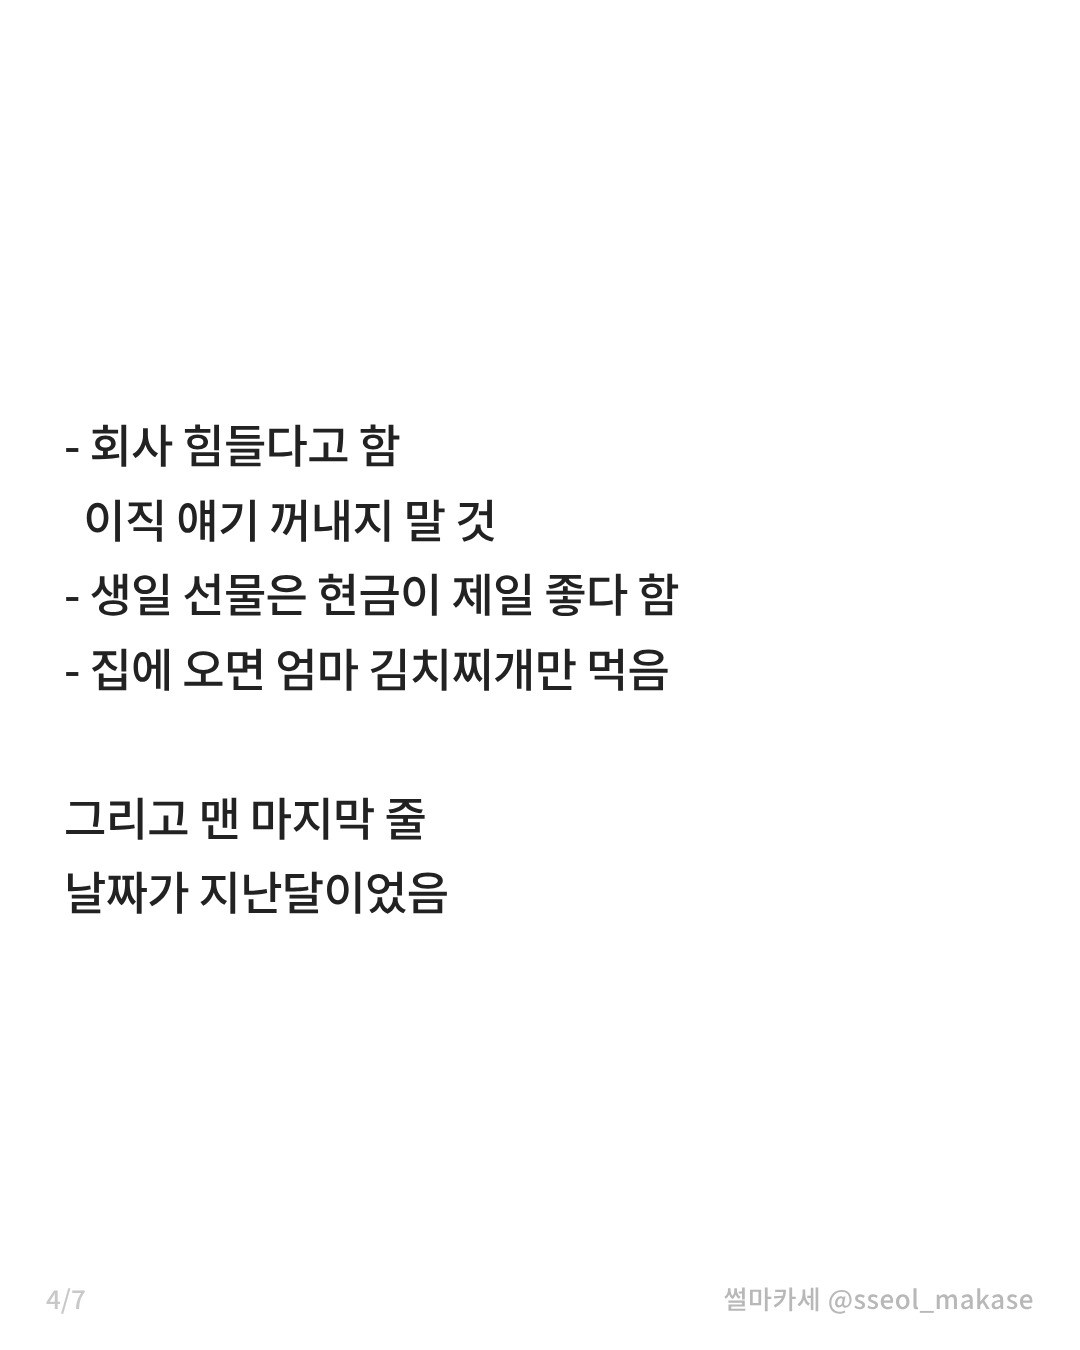 - 회사 힘들다고 함
이직 얘기 꺼내지 말 것
- 생일 선물은 현금이 제일 좋다 함
- 집에 오면 엄마 김치찌개만 먹음
그리고 맨 마지막 줄
날짜가 지난달이었음
4/7
썰마카세 @sseol_makase